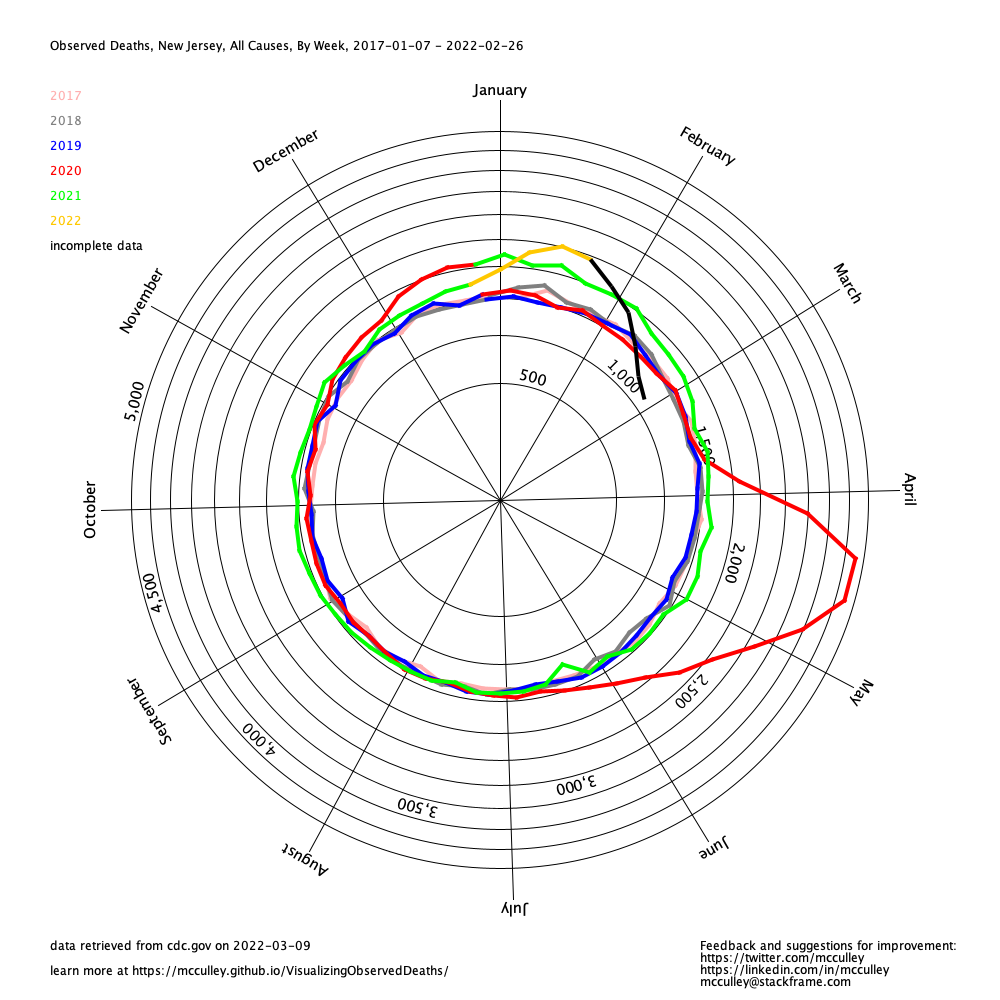 Observed Deaths, New Jersey, All Causes, By Week, 2017-01-07 - 2022-02-26
January
2017
2018
2019
2020
2021
2022
incomplete data
December
February
November
March
5,000
500
1,000
1,500
October
April
2,000
4,500
September
May
2,500
4,000
3,000
3,500
August
June
July
data retrieved from cdc.gov on 2022-03-09
learn more at https://mcculley.github.io/VisualizingObservedDeaths/
Feedback and suggestions for improvement:
https://twitter.com/mcculley
https://linkedin.com/in/mcculley
mcculley@stackframe.com